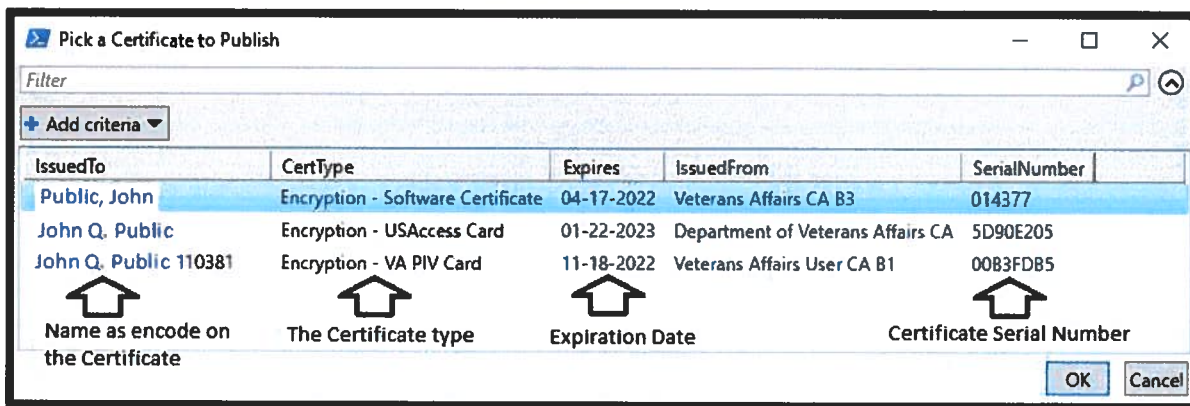 Pick a Certificate to Publish
Filter
Add criteria
IssuedTo CertType Expires IssuedFrom SerialNumber
Public, John Encryption - Software Certificate 04-17-2022 Veterans Affairs CA B3 014377
John Q. Public Encryption - USAccess Card 01-22-2023 Department of Veterans Affairs CA 5D90E205
John Q. Public 110381 Encryption - VA PIV Card 11-18-2022 Veterans Affairs User CA B1 00B3FDB5
Name as encode on the Certificate
The Certificate type
Expiration Date
Certificate Serial Number
OK Cancel